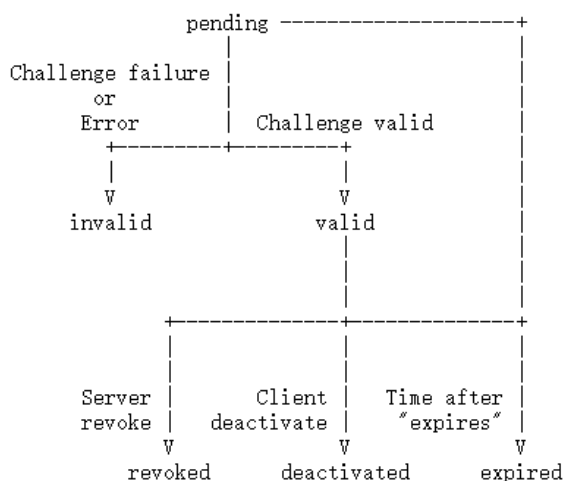 pending
Challenge failure
or
Error
Challenge valid
invalid
valid
Server
revoke
Client
deactivate
Time after
"expires"
revoked
deactivated
expired